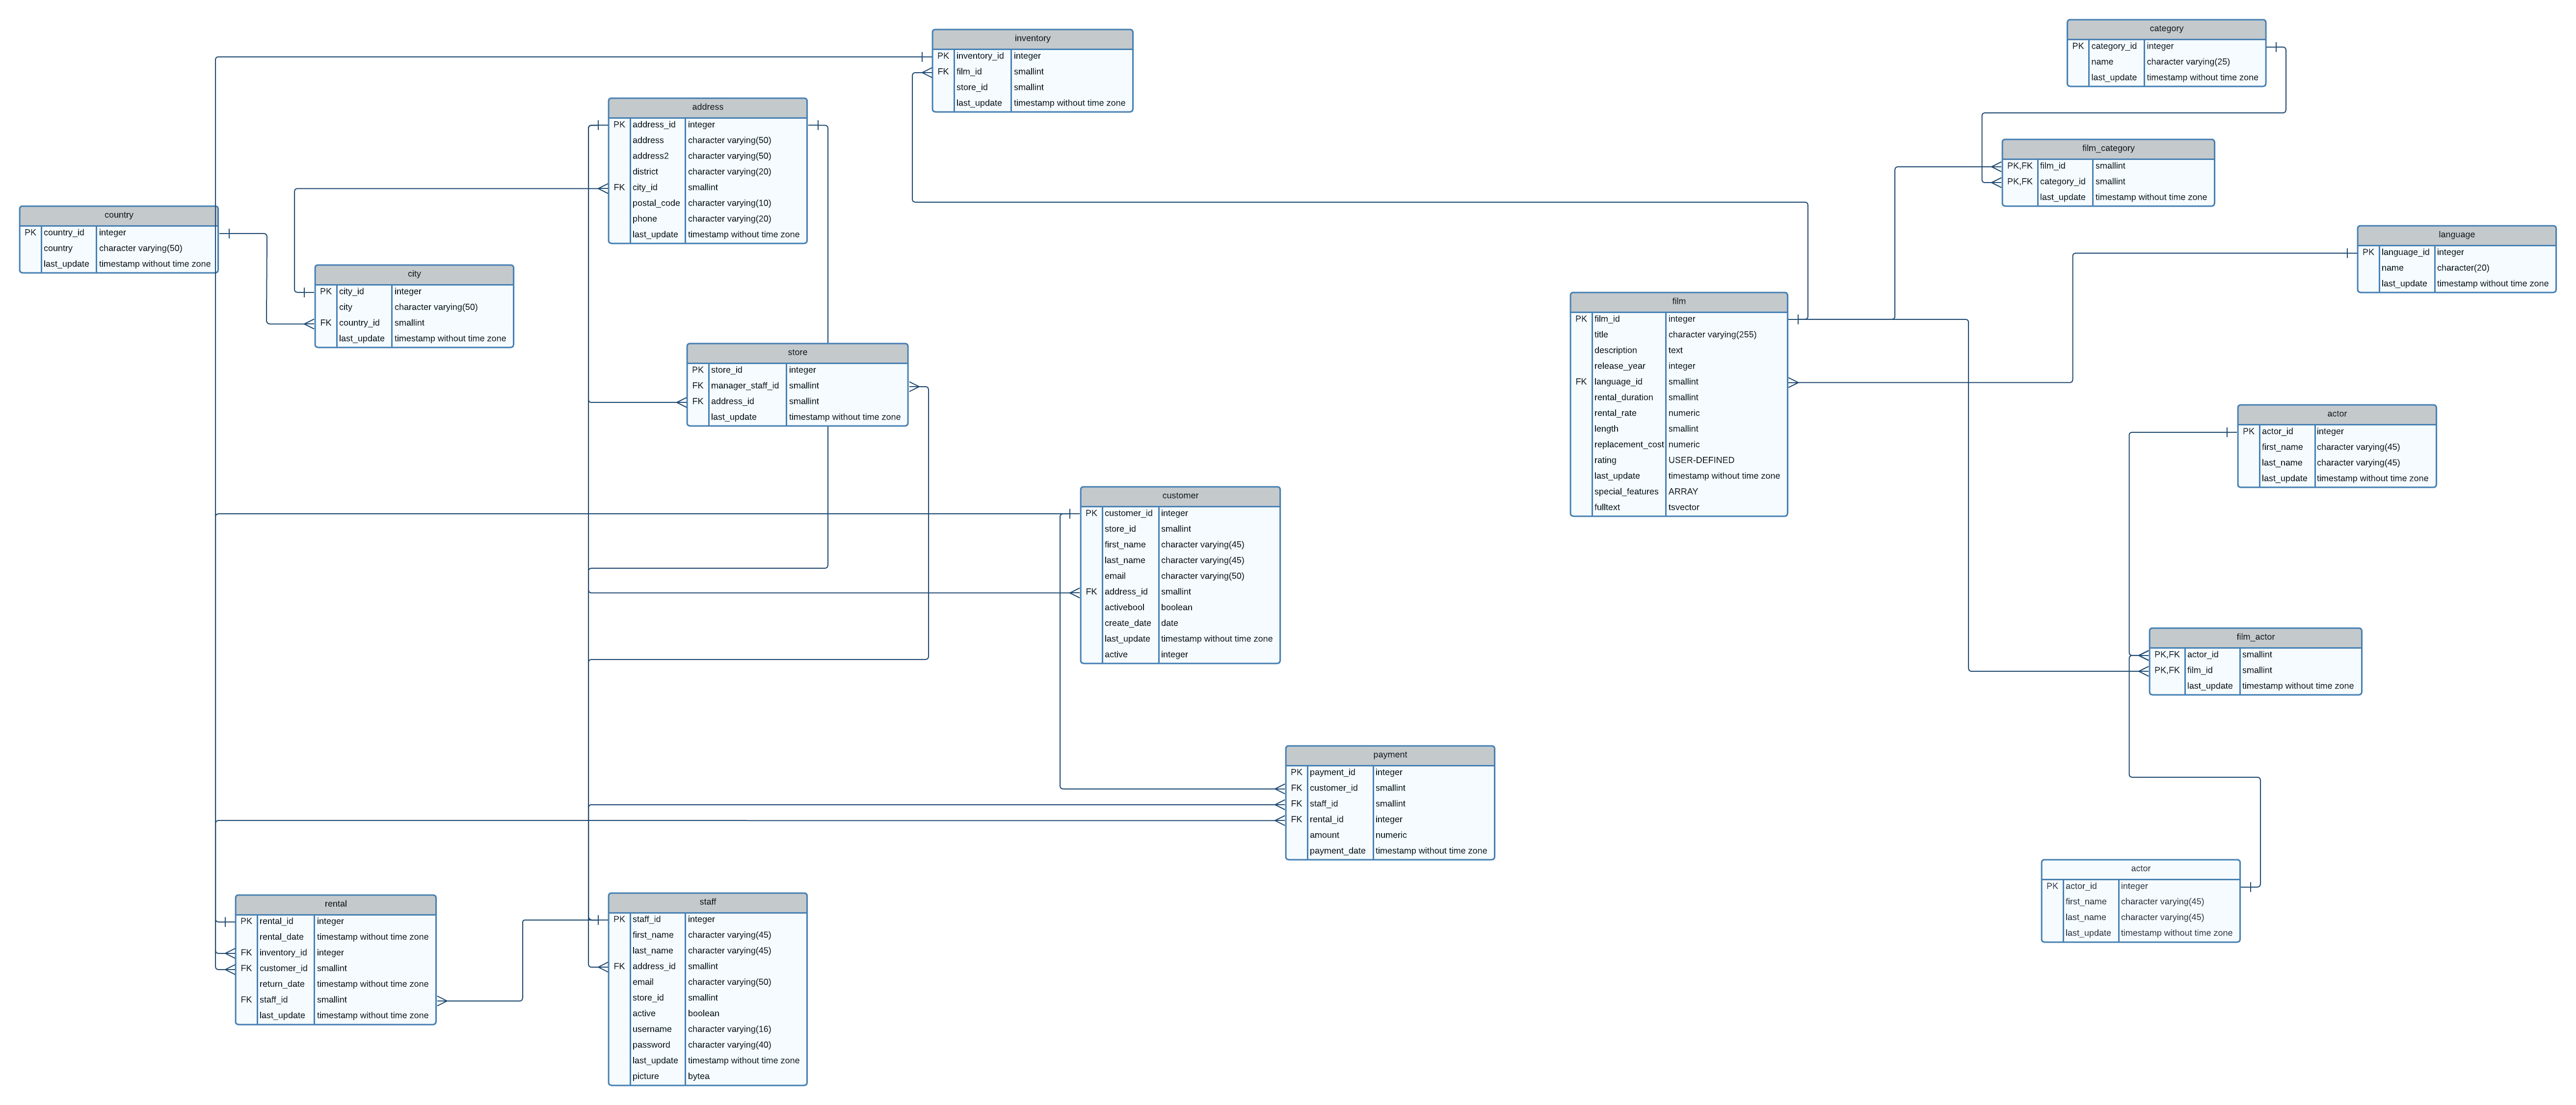 inventory
PK inventory_id integer
FK film_id smallint
store_id smallint
last_update timestamp without time zone
category
PK category_id integer
name character varying(25)
last_update timestamp without time zone
address
PK address_id integer
address character varying(50)
address2 character varying(50)
district character varying(20)
FK city_id smallint
postal_code character varying(10)
phone character varying(20)
last_update timestamp without time zone
film_category
PK,FK film_id smallint
PK,FK category_id smallint
last_update timestamp without time zone
country
PK country_id integer
country character varying(50)
last_update timestamp without time zone
language
PK language_id integer
name character(20)
last_update timestamp without time zone
city
PK city_id integer
city character varying(50)
FK country_id smallint
last_update timestamp without time zone
film
PK film_id integer
title character varying(255)
description text
release_year integer
FK language_id smallint
rental_duration smallint
rental_rate numeric
length smallint
replacement_cost numeric
rating USER-DEFINED
last_update timestamp without time zone
special_features ARRAY
fulltext tsvector
store
PK store_id integer
FK manager_staff_id smallint
FK address_id smallint
last_update timestamp without time zone
actor
PK actor_id integer
first_name character varying(45)
last_name character varying(45)
last_update timestamp without time zone
customer
PK customer_id integer
store_id smallint
first_name character varying(45)
last_name character varying(45)
email character varying(50)
FK address_id smallint
activebool boolean
create_date date
last_update timestamp without time zone
active integer
film_actor
PK,FK actor_id smallint
PK,FK film_id smallint
last_update timestamp without time zone
payment
PK payment_id integer
FK customer_id smallint
FK staff_id smallint
FK rental_id integer
amount numeric
payment_date timestamp without time zone
actor
PK actor_id integer
first_name character varying(45)
last_name character varying(45)
last_update timestamp without time zone
rental
PK rental_id integer
rental_date timestamp without time zone
FK inventory_id integer
FK customer_id smallint
return_date timestamp without time zone
FK staff_id smallint
last_update timestamp without time zone
staff
PK staff_id integer
first_name character varying(45)
last_name character varying(45)
FK address_id smallint
email character varying(50)
store_id smallint
active boolean
username character varying(16)
password character varying(40)
last_update timestamp without time zone
picture bytea